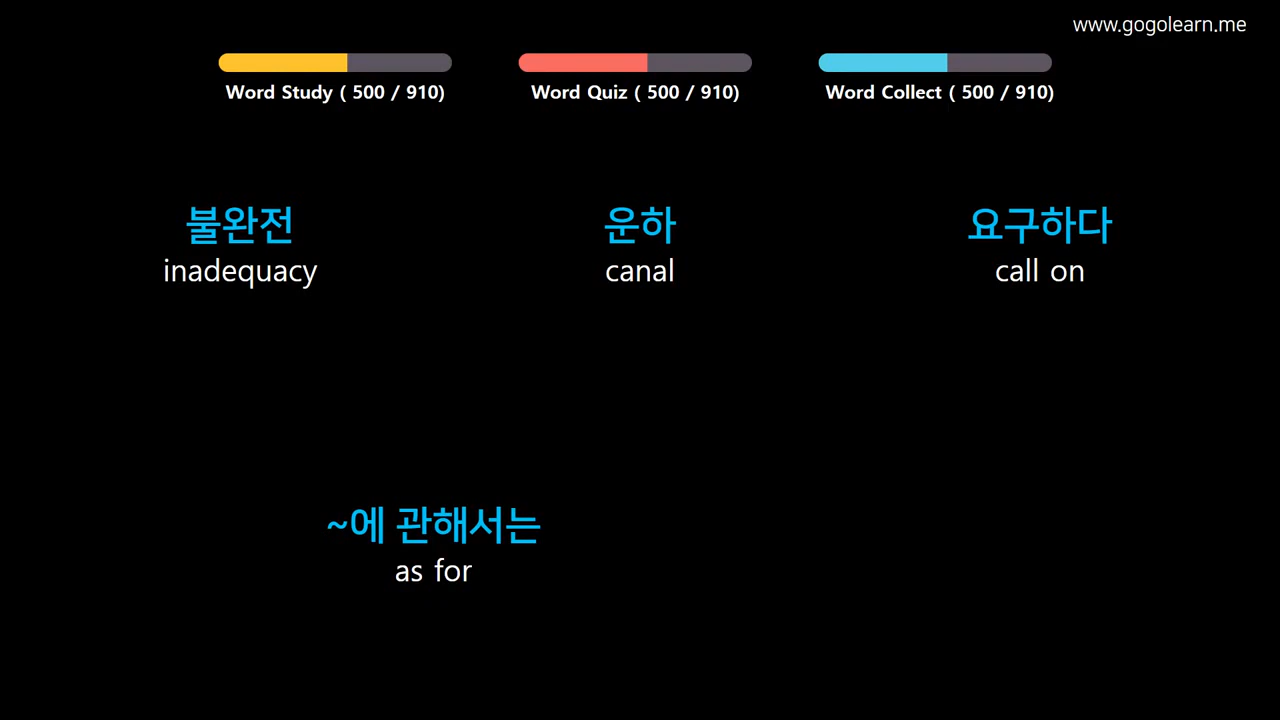 www.gogolearn.me
Word Study ( 500 / 910)
Word Quiz ( 500 / 910)
Word Collect ( 500 / 910)
불완전
inadequacy
운하
canal
요구하다
call on
~에 관해서는
as for